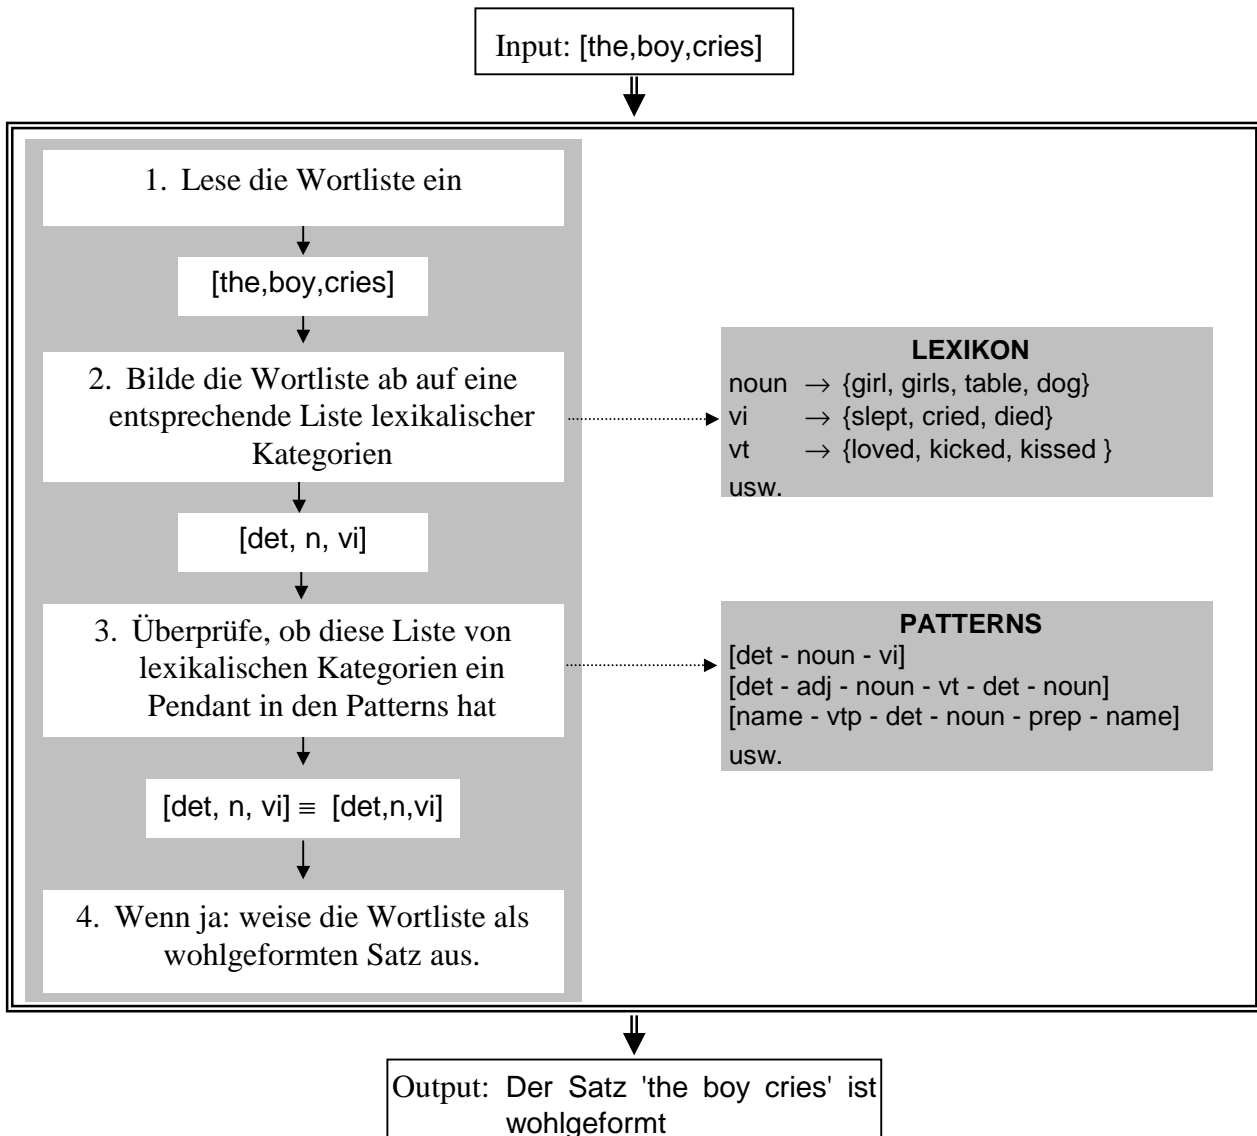 Input: [the,boy,cries]
1. Lese die Wortliste ein
[the,boy,cries]
2. Bilde die Wortliste ab auf eine
entsprechende Liste lexikalischer
Kategorien
LEXIKON
noun → {girl, girls, table, dog}
vi → {slept, cried, died}
vt → {loved, kicked, kissed }
usw.
[det, n, vi]
3. Überprüfe, ob diese Liste von
lexikalischen Kategorien ein
Pendant in den Patterns hat
PATTERNS
[det - noun - vi]
[det - adj - noun - vt - det - noun]
[name - vtp - det - noun - prep - name]
usw.
[det, n, vi] ≡ [det,n,vi]
4. Wenn ja: weise die Wortliste als
wohlgeformten Satz aus.
Output: Der Satz 'the boy cries' ist
wohlgeformt